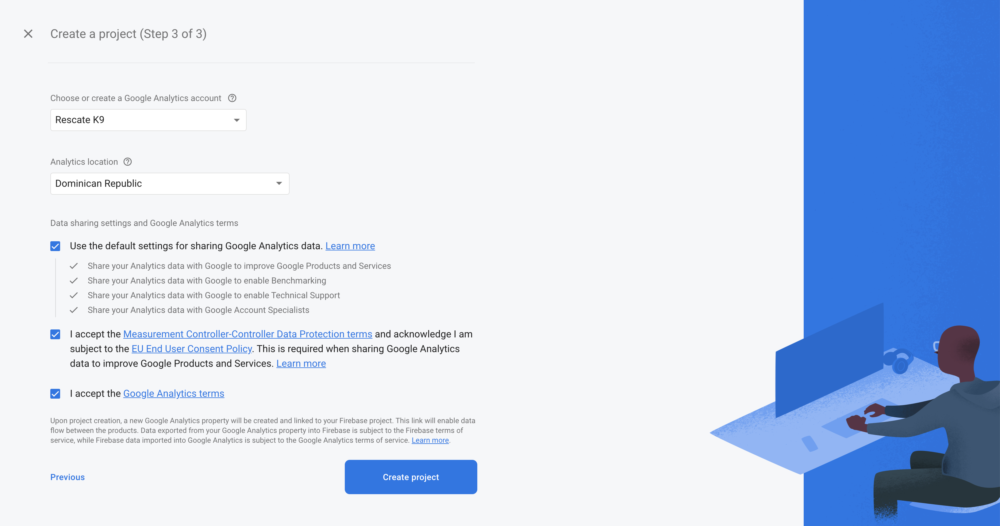 Create a project (Step 3 of 3)
Choose or create a Google Analytics account
Rescate K9
Analytics location
Dominican Republic
Data sharing settings and Google Analytics terms
Use the default settings for sharing Google Analytics data. Learn more
Share your Analytics data with Google to improve Google Products and Services
Share your Analytics data with Google to enable Benchmarking
Share your Analytics data with Google to enable Technical Support
Share your Analytics data with Google Account Specialists
I accept the Measurement Controller-Controller Data Protection terms and acknowledge I am
subject to the EU End User Consent Policy. This is required when sharing Google Analytics
data to improve Google Products and Services. Learn more
I accept the Google Analytics terms
Upon project creation, a new Google Analytics property will be created and linked to your Firebase project. This link will enable data
flow between the products. Data exported from your Google Analytics property into Firebase is subject to the Firebase terms of
service, while Firebase data imported into Google Analytics is subject to the Google Analytics terms of service. Learn more.
Previous
Create project